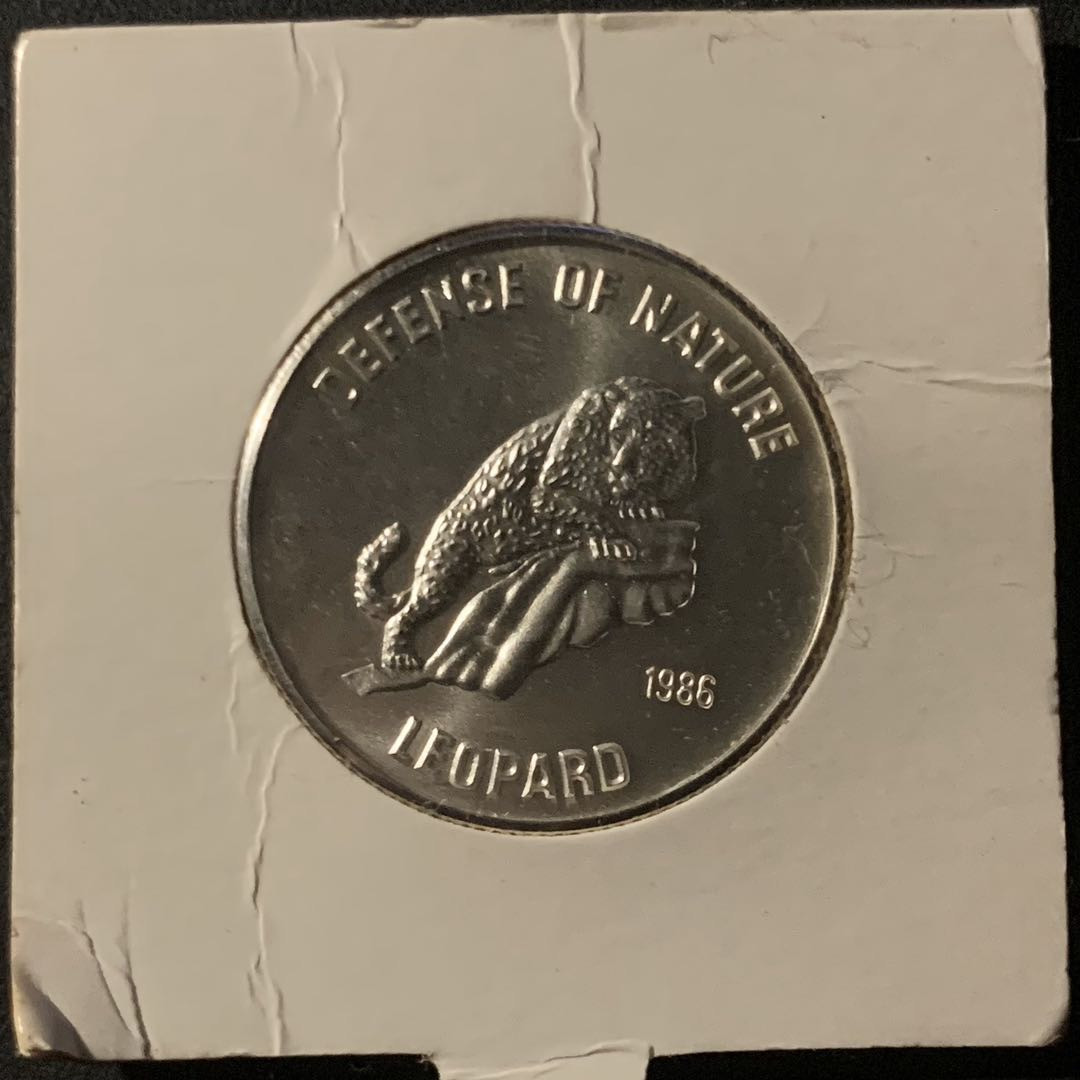 DEFENSE OF NATURE
1986
LEOPARD